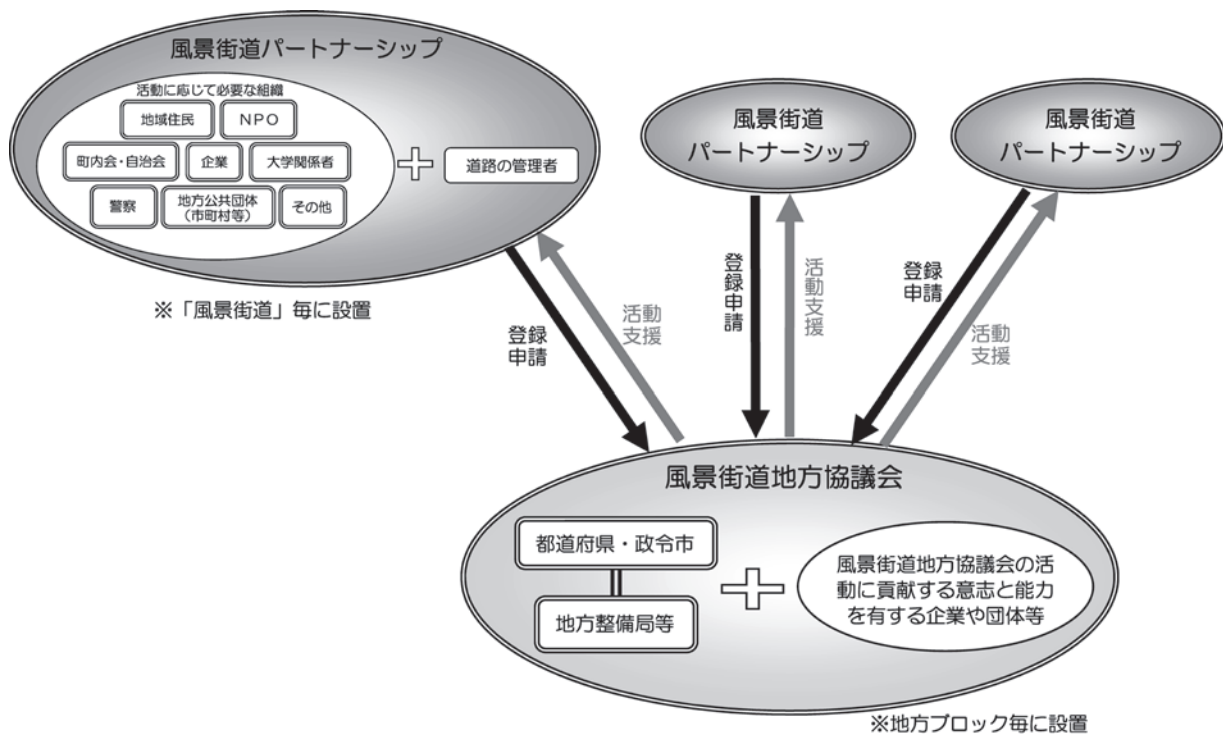 風景街道パートナーシップ
活動に応じて必要な組織
地域住民
NPO
町内会・自治会
企業
大学関係者
警察
地方公共団体
(市町村等)
その他
道路の管理者
※「風景街道」毎に設置
風景街道
パートナーシップ
風景街道
パートナーシップ
登録
申請
活動
支援
登録申請
活動支援
登録
申請
活動
支援
風景街道地方協議会
都道府県・政令市
地方整備局等
風景街道地方協議会の活
動に貢献する意志と能力
を有する企業や団体等
※地方ブロック毎に設置